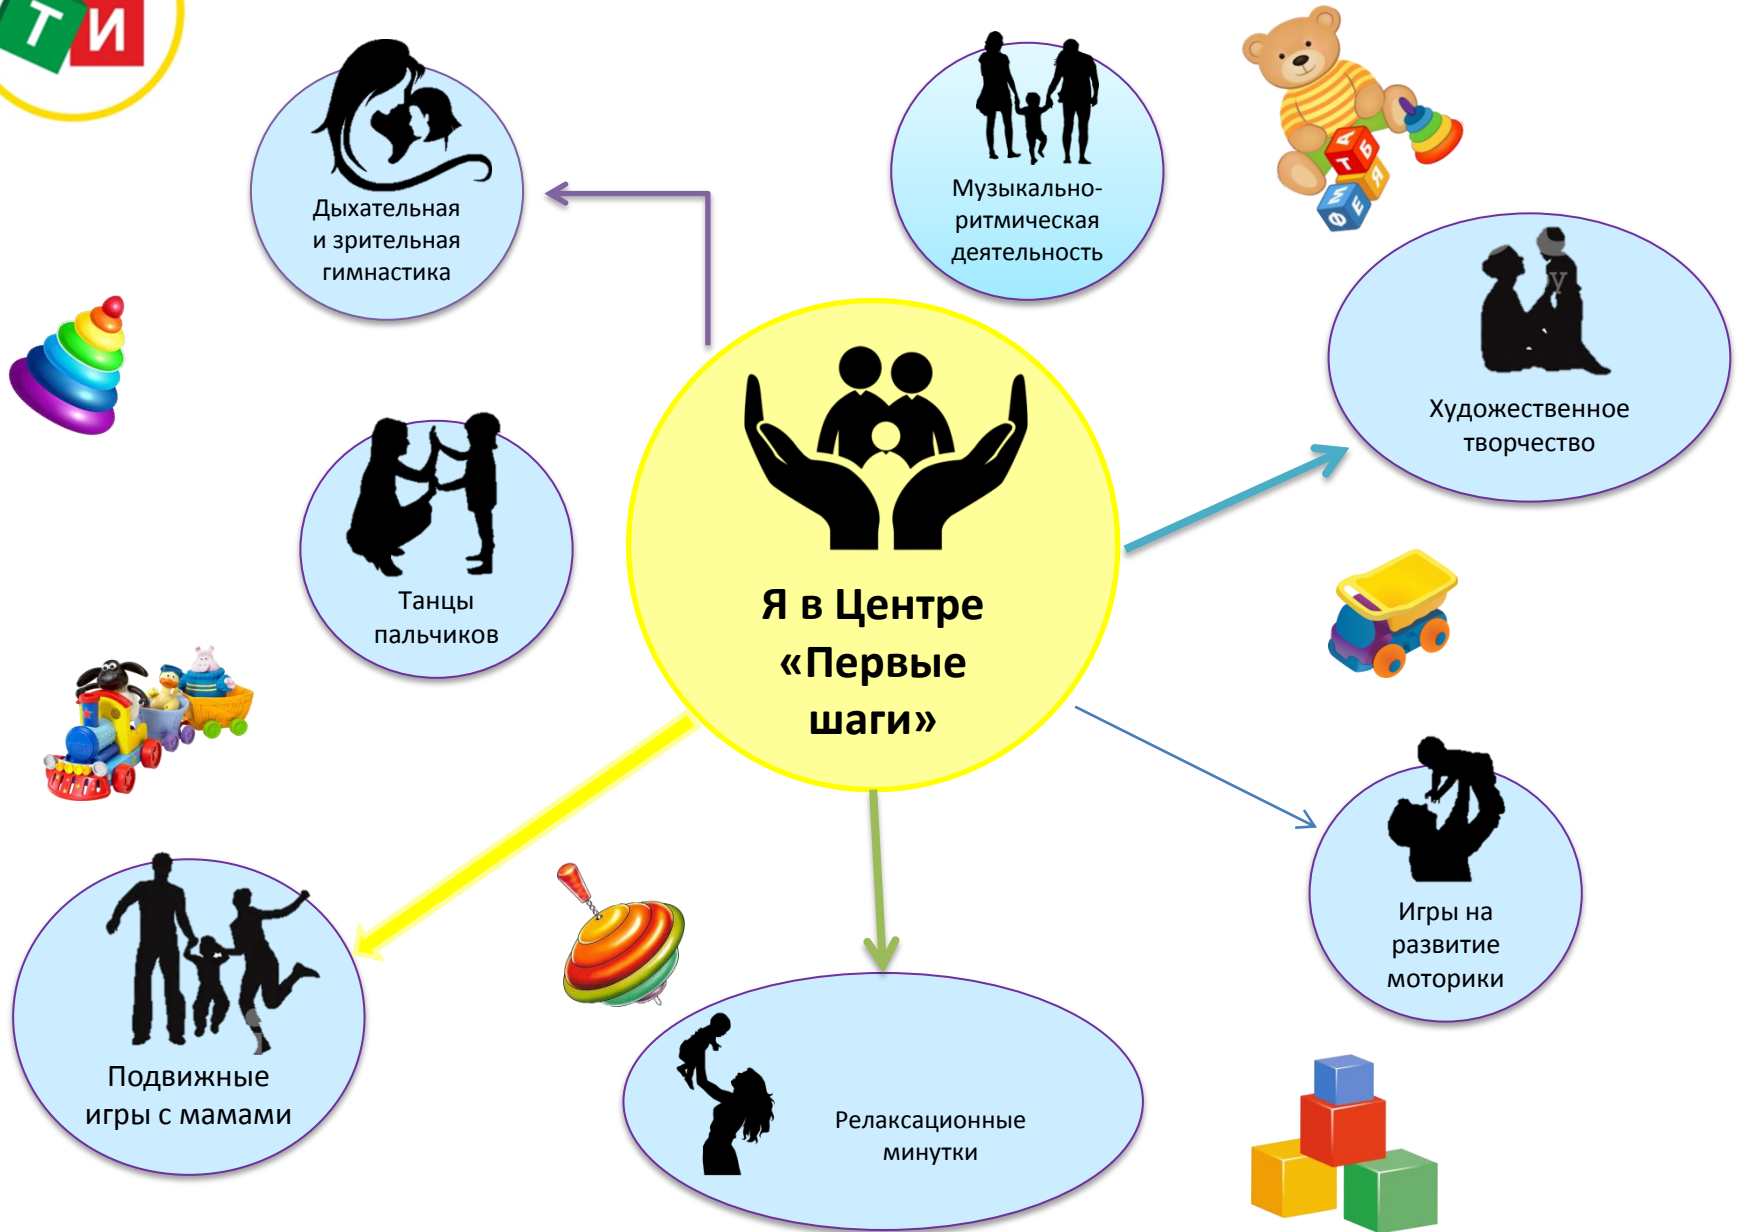 Т И
Дыхательная
и зрительная
гимнастика
Музыкально-
ритмическая
деятельность
Т А Б
Я
Ф М Е
Художественное
творчество
Танцы
пальчиков
Я в Центре
«Первые
шаги»
Игры на
развитие
моторики
Подвижные
игры с мамами
Релаксационные
минутки